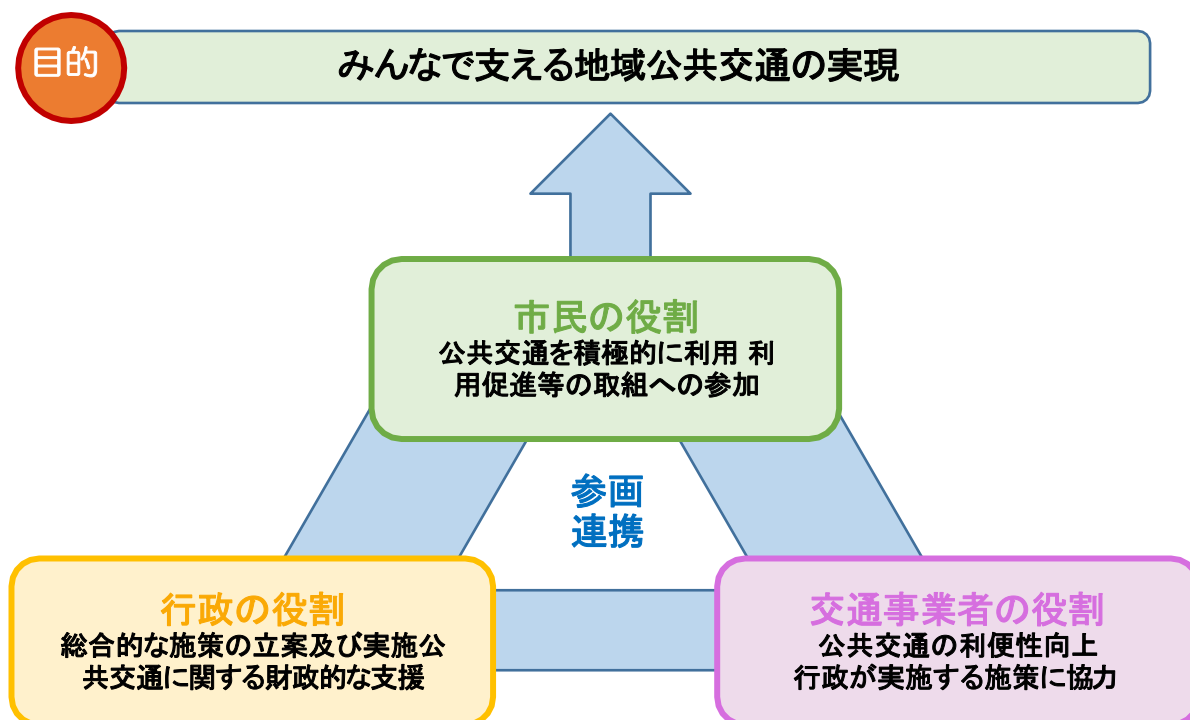 目的
みんなで支える地域公共交通の実現
市民の役割
公共交通を積極的に利用 利
用促進等の取組への参加
参画
連携
行政の役割
総合的な施策の立案及び実施公
共交通に関する財政的な支援
交通事業者の役割
公共交通の利便性向上
行政が実施する施策に協力